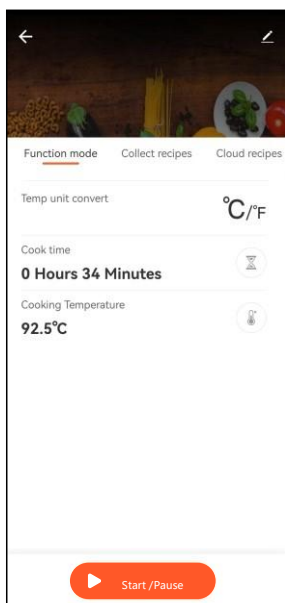 Function mode Collect recipes Cloud recipes
Temp unit convert
°C/°F
Cook time
0 Hours 34 Minutes
Cooking Temperature
92.5°C
Start /Pause